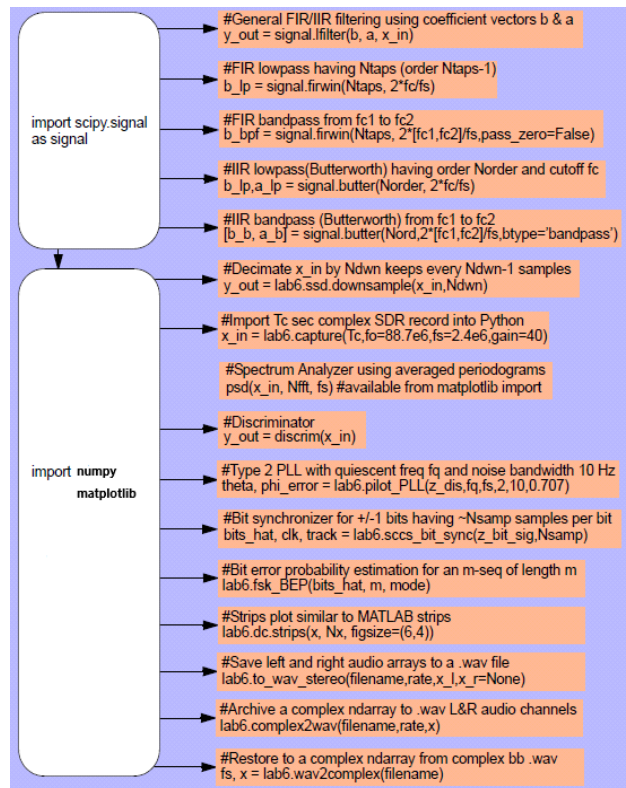 import scipy.signal
as signal
#General FIR/IIR filtering using coefficient vectors b & a
y_out = signal.lfilter(b, a, x_in)
#FIR lowpass having Ntaps (order Ntaps-1)
b_lp = signal.firwin(Ntaps, 2*fc/fs)
#FIR bandpass from fc1 to fc2
b_bpf = signal.firwin(Ntaps, 2*[fc1,fc2]/fs,pass_zero=False)
#IIR lowpass(Butterworth) having order Norder and cutoff fc
b_lp,a_lp = signal.butter(Norder, 2*fc/fs)
#IIR bandpass (Butterworth) from fc1 to fc2
[b_b, a_b] = signal.butter(Nord,2*[fc1,fc2]/fs,btype='bandpass')
import numpy
matplotlib
#Decimate x_in by Ndwn keeps every Ndwn-1 samples
y_out = lab6.ssd.downsample(x_in,Ndwn)
#Import Tc sec complex SDR record into Python
x_in = lab6.capture(Tc,fo=88.7e6,fs=2.4e6,gain=40)
#Spectrum Analyzer using averaged periodograms
psd(x_in, Nfft, fs) #available from matplotlib import
#Discriminator
y_out = discrim(x_in)
#Type 2 PLL with quiescent freq fq and noise bandwidth 10 Hz
theta, phi_error = lab6.pilot_PLL(z_dis,fq,fs,2,10,0.707)
#Bit synchronizer for +/-1 bits having ~Nsamp samples per bit
bits_hat, clk, track = lab6.sccs_bit_sync(z_bit_sig,Nsamp)
#Bit error probability estimation for an m-seq of length m
lab6.fsk_BEP(bits_hat, m, mode)
#Strips plot similar to MATLAB strips
lab6.dc.strips(x, Nx, figsize=(6,4))
#Save left and right audio arrays to a .wav file
lab6.to_wav_stereo(filename,rate,x_l,x_r=None)
#Archive a complex ndarray to .wav L&R audio channels
lab6.complex2wav(filename,rate,x)
#Restore to a complex ndarray from complex bb .wav
fs, x = lab6.wav2complex(filename)